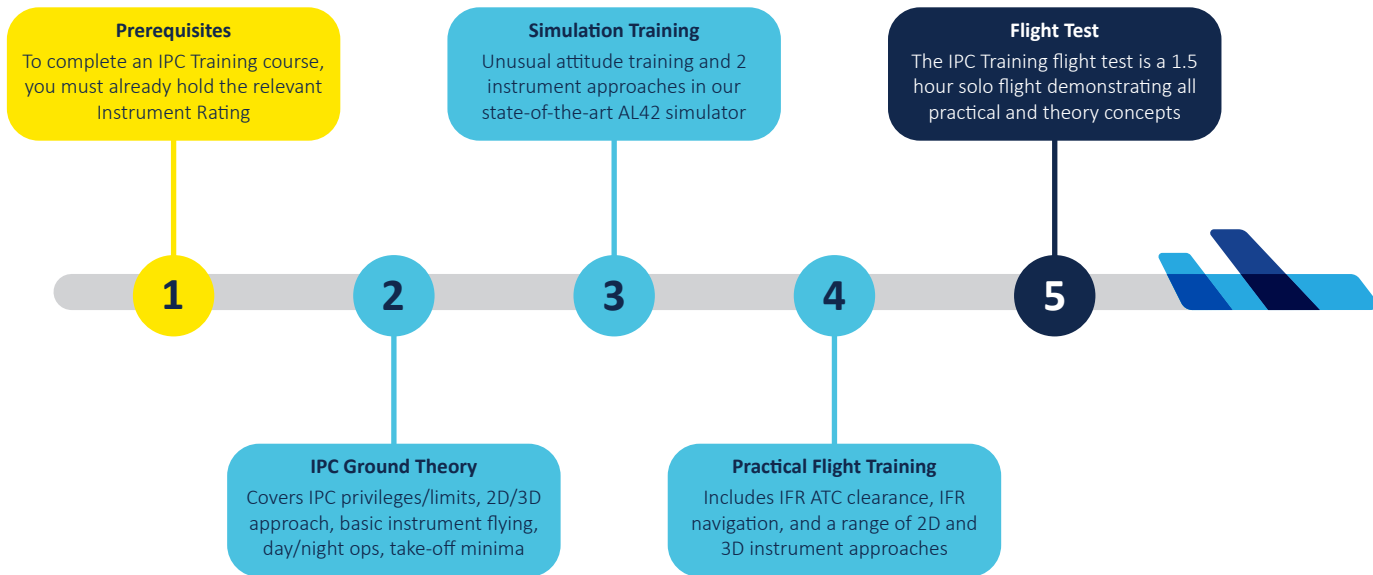 Prerequisites
To complete an IPC Training course,
you must already hold the relevant
Instrument Rating
Simulation Training
Unusual attitude training and 2
instrument approaches in our
state-of-the-art AL42 simulator
Flight Test
The IPC Training flight test is a 1.5
hour solo flight demonstrating all
practical and theory concepts
1
2
3
4
5
IPC Ground Theory
Covers IPC privileges/limits, 2D/3D
approach, basic instrument flying,
day/night ops, take-off minima
Practical Flight Training
Includes IFR ATC clearance, IFR
navigation, and a range of 2D and
3D instrument approaches